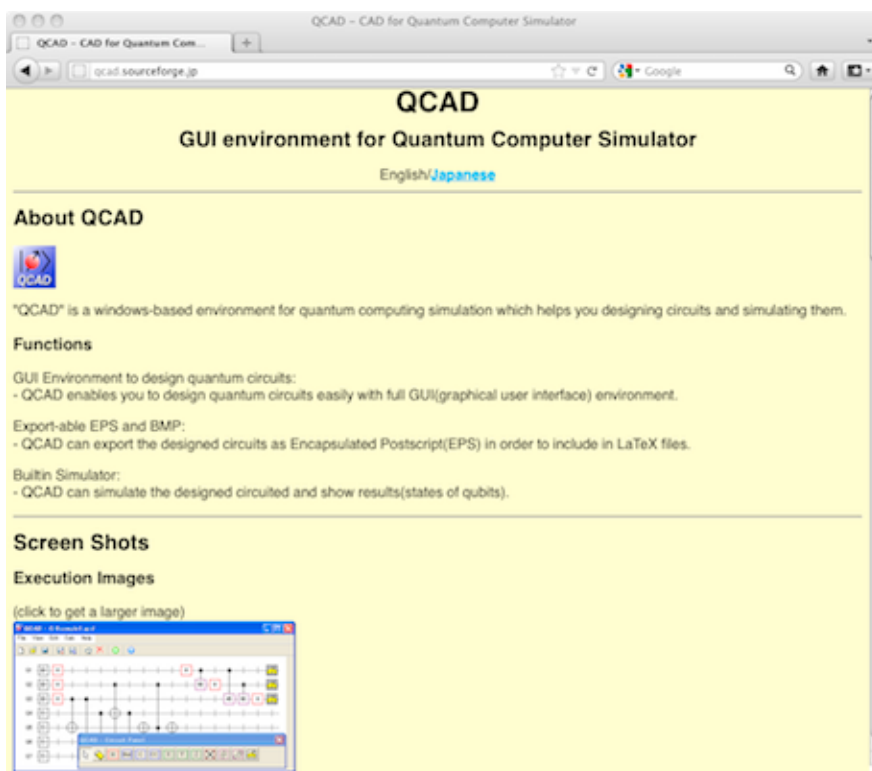 QCAD – CAD for Quantum Computer Simulator
QCAD – CAD for Quantum Com...
qcad.sourceforge.jp
Google
QCAD
GUI environment for Quantum Computer Simulator
English/Japanese
About QCAD
QCAD
"QCAD" is a windows-based environment for quantum computing simulation which helps you designing circuits and simulating them.
Functions
GUI Environment to design quantum circuits:
- QCAD enables you to design quantum circuits easily with full GUI(graphical user interface) environment.
Export-able EPS and BMP:
- QCAD can export the designed circuits as Encapsulated Postscript(EPS) in order to include in LaTeX files.
Builtin Simulator:
- QCAD can simulate the designed circuited and show results(states of qubits).
Screen Shots
Execution Images
(click to get a larger image)